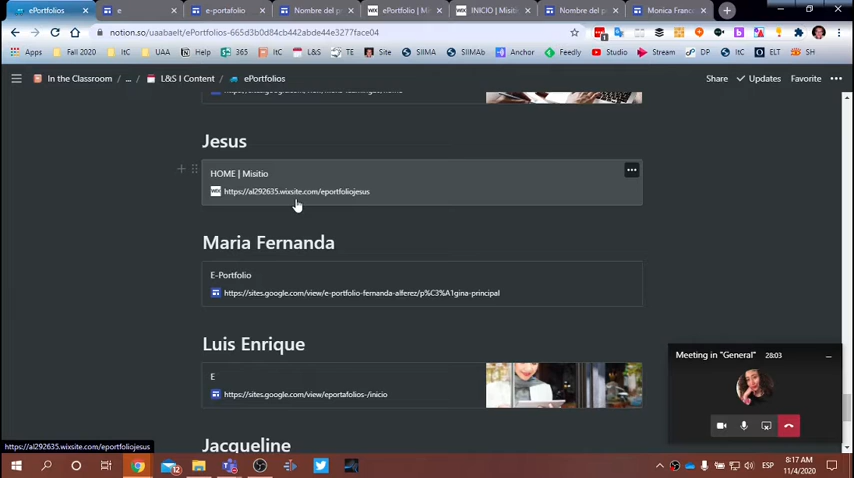 ePortfolios
e
e-portafolio
Nombre del p
ePortfolio | M
INICIO | Misiti
Nombre del p
Monica Franc
notion.so/uaabaelt/ePortfolios-665d3b0d84cb442abde44e3277face04
Apps
Fall 2020
ItC
UAA
UNIA
Help
365
ItC
L&S
TE
Site
SIIMA
SIIMAb
Anchor
Feedly
Studio
Stream
DP
ItC
ELT
SH
In the Classroom / ... / L&S I Content / ePortfolios
Share
Updates
Favorite
Jesus
HOME | Misitio
https://al292635.wixsite.com/eportfoliojesus
Maria Fernanda
E-Portfolio
https://sites.google.com/view/e-portfolio-fernanda-alferez/p%C3%A1gina-principal
Luis Enrique
E
https://sites.google.com/view/eportafolios-/inicio
Meeting in "General" 28:03
https://al292635.wixsite.com/eportfoliojesus
Jacqueline
12
ESP
8:17 AM
11/4/2020